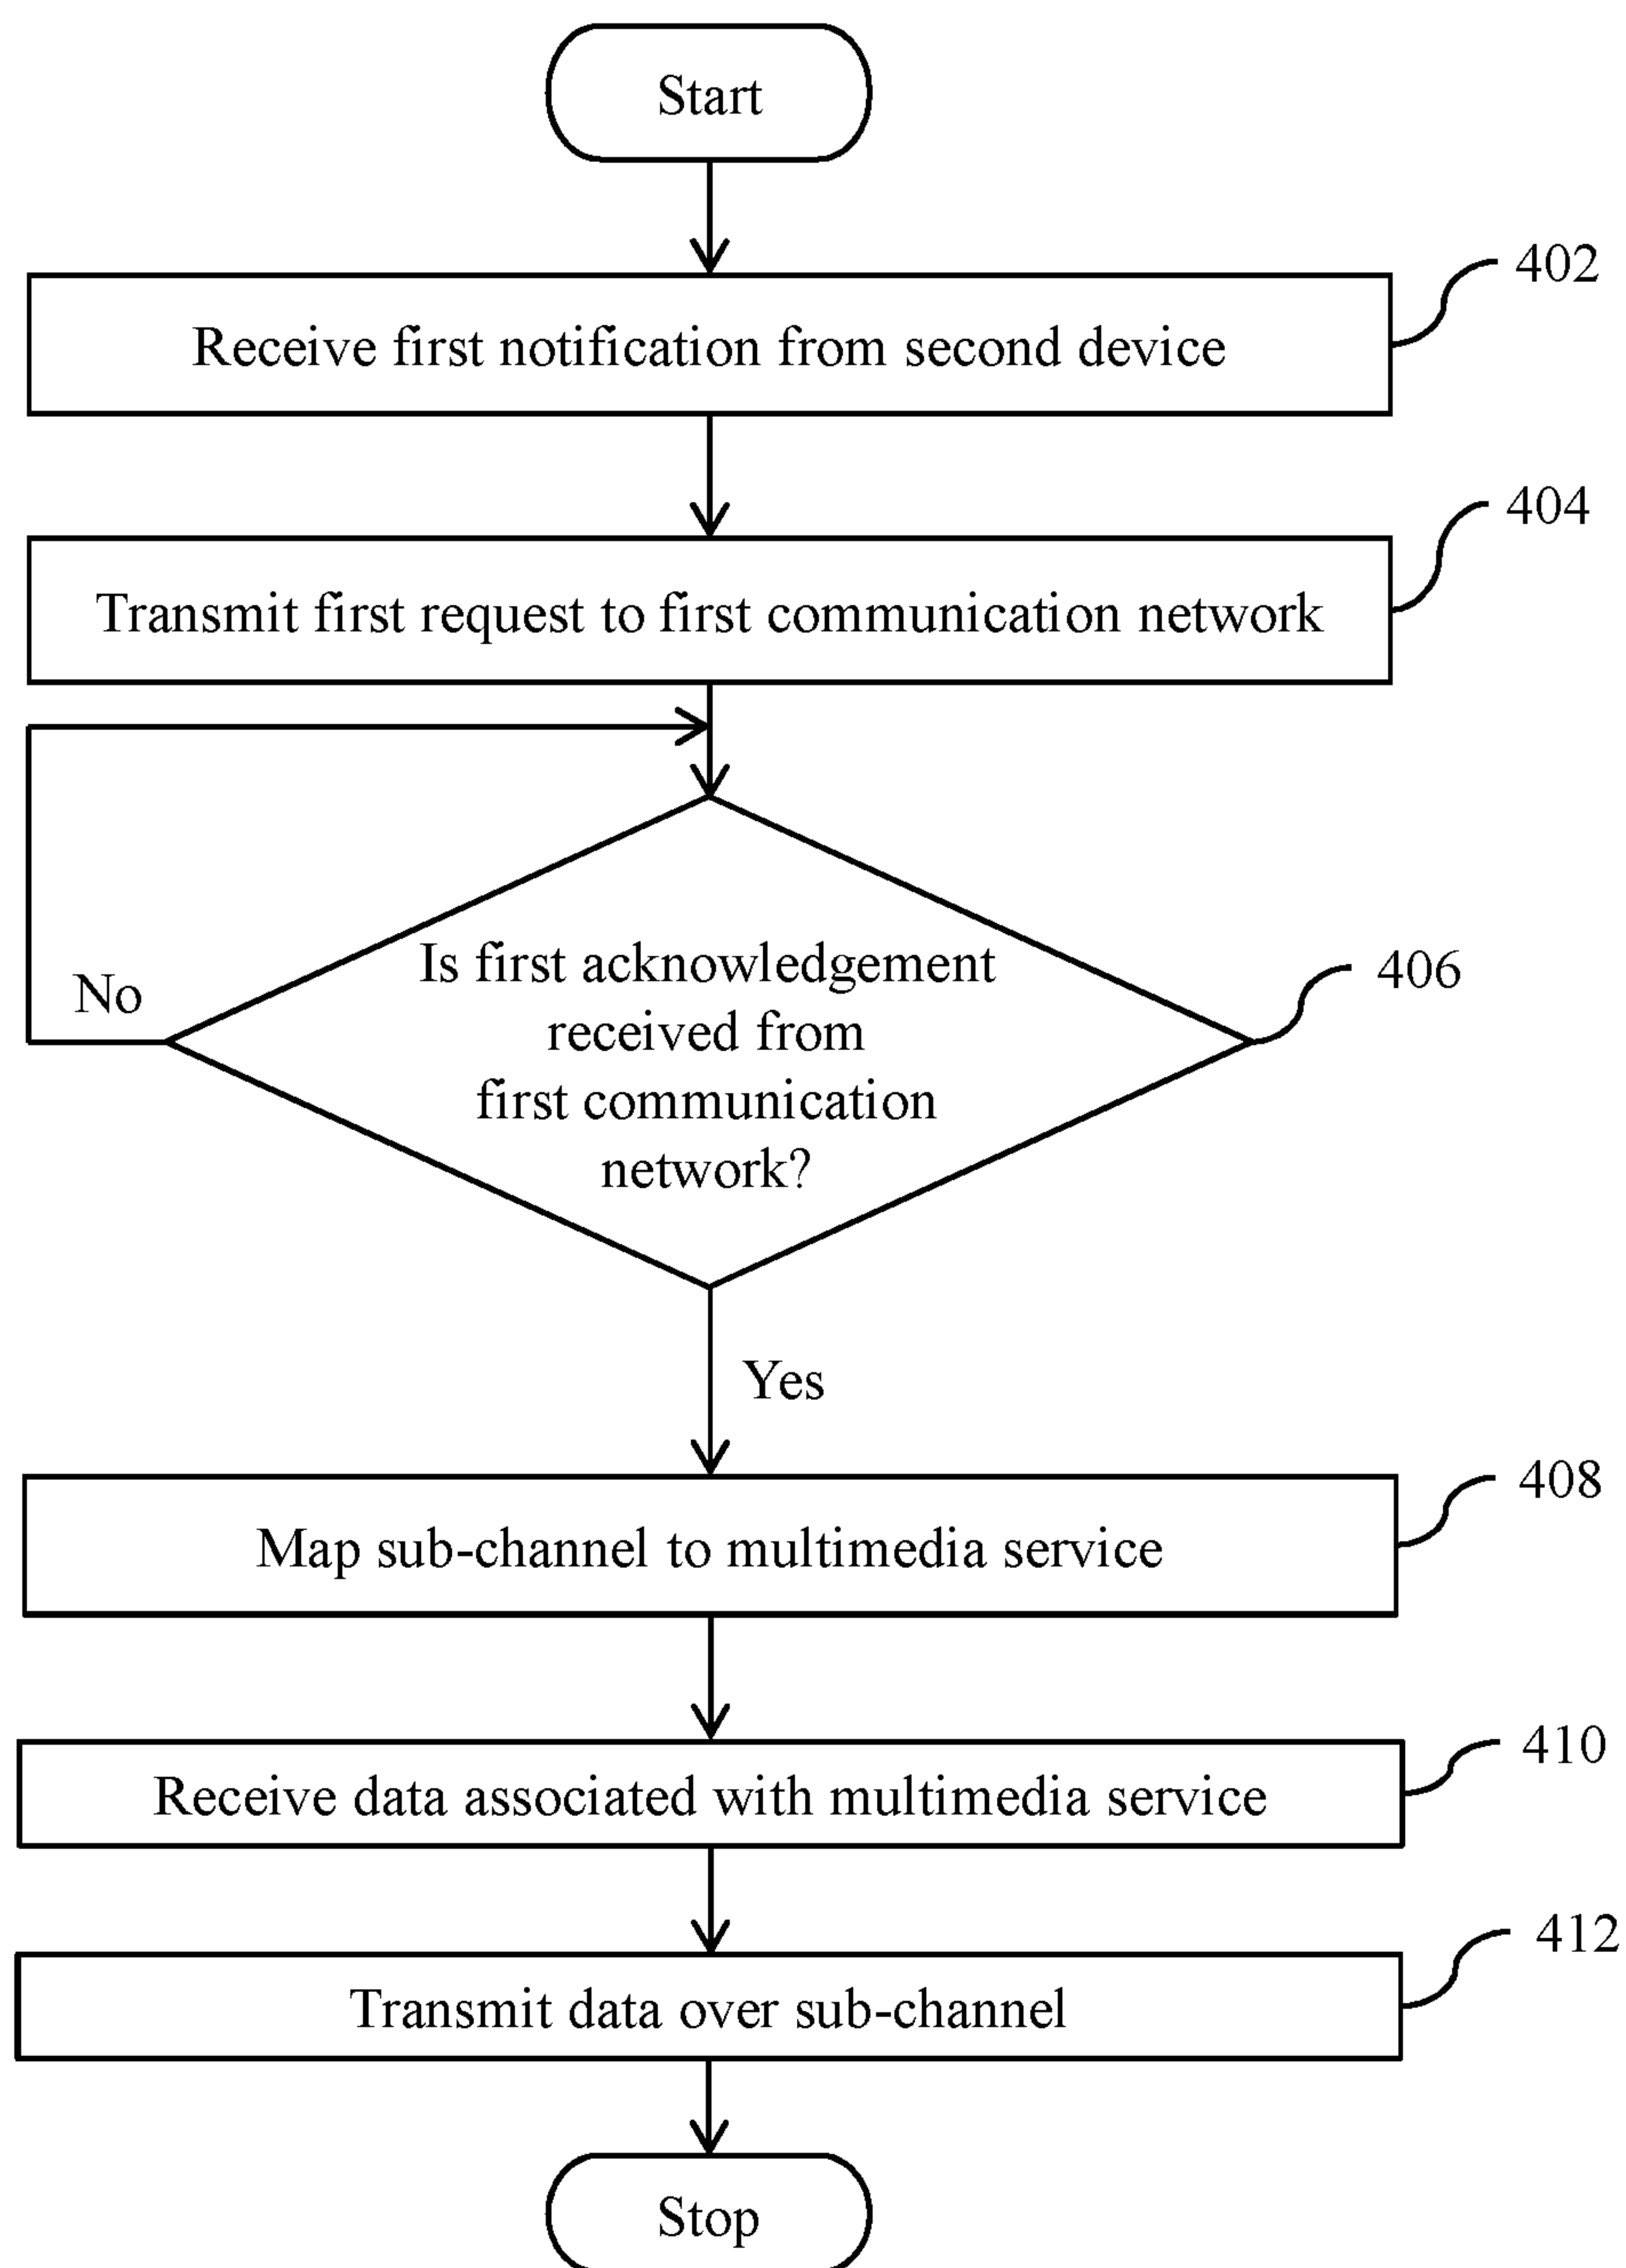 Start
402
Receive first notification from second device
404
Transmit first request to first communication network
No
Is first acknowledgement
received from
first communication
network?
406
Yes
408
Map sub-channel to multimedia service
410
Receive data associated with multimedia service
412
Transmit data over sub-channel
Stop